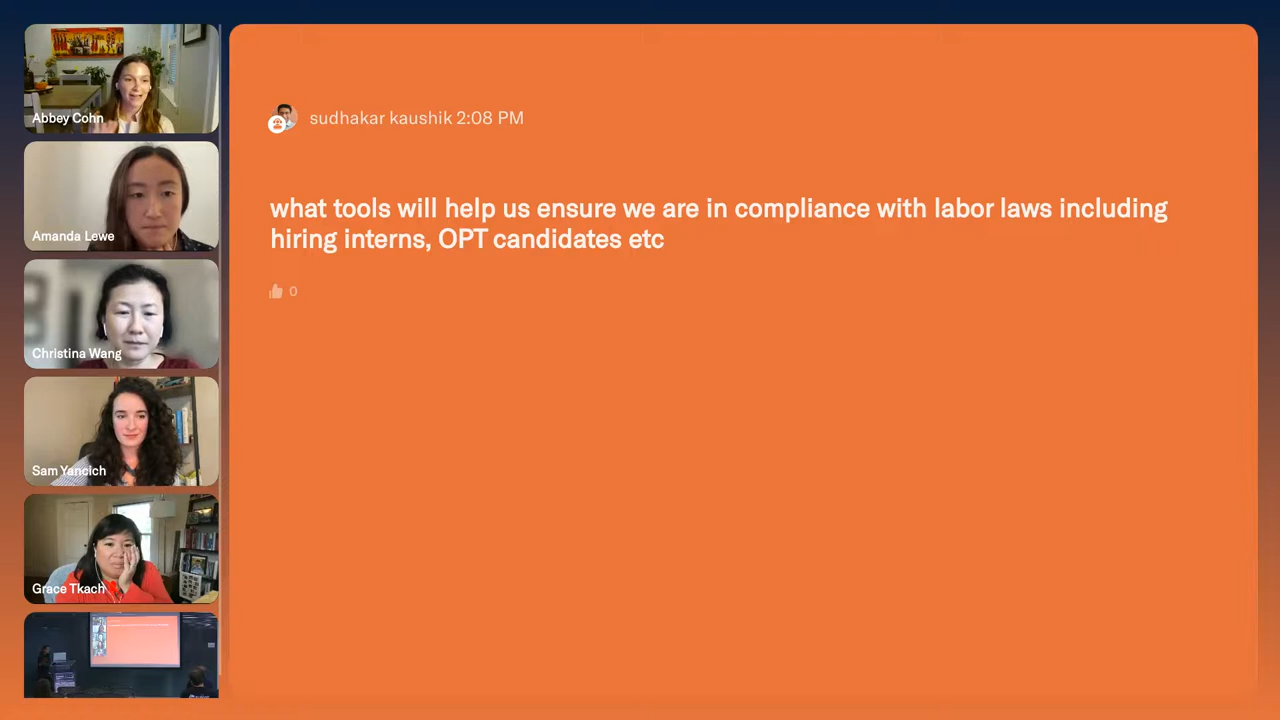 Abbey Cohn
Amanda Lewe
Christina Wang
Sam Yancich
Grace Tkach
sudhakar kaushik 2:08 PM
what tools will help us ensure we are in compliance with labor laws including
hiring interns, OPT candidates etc
0